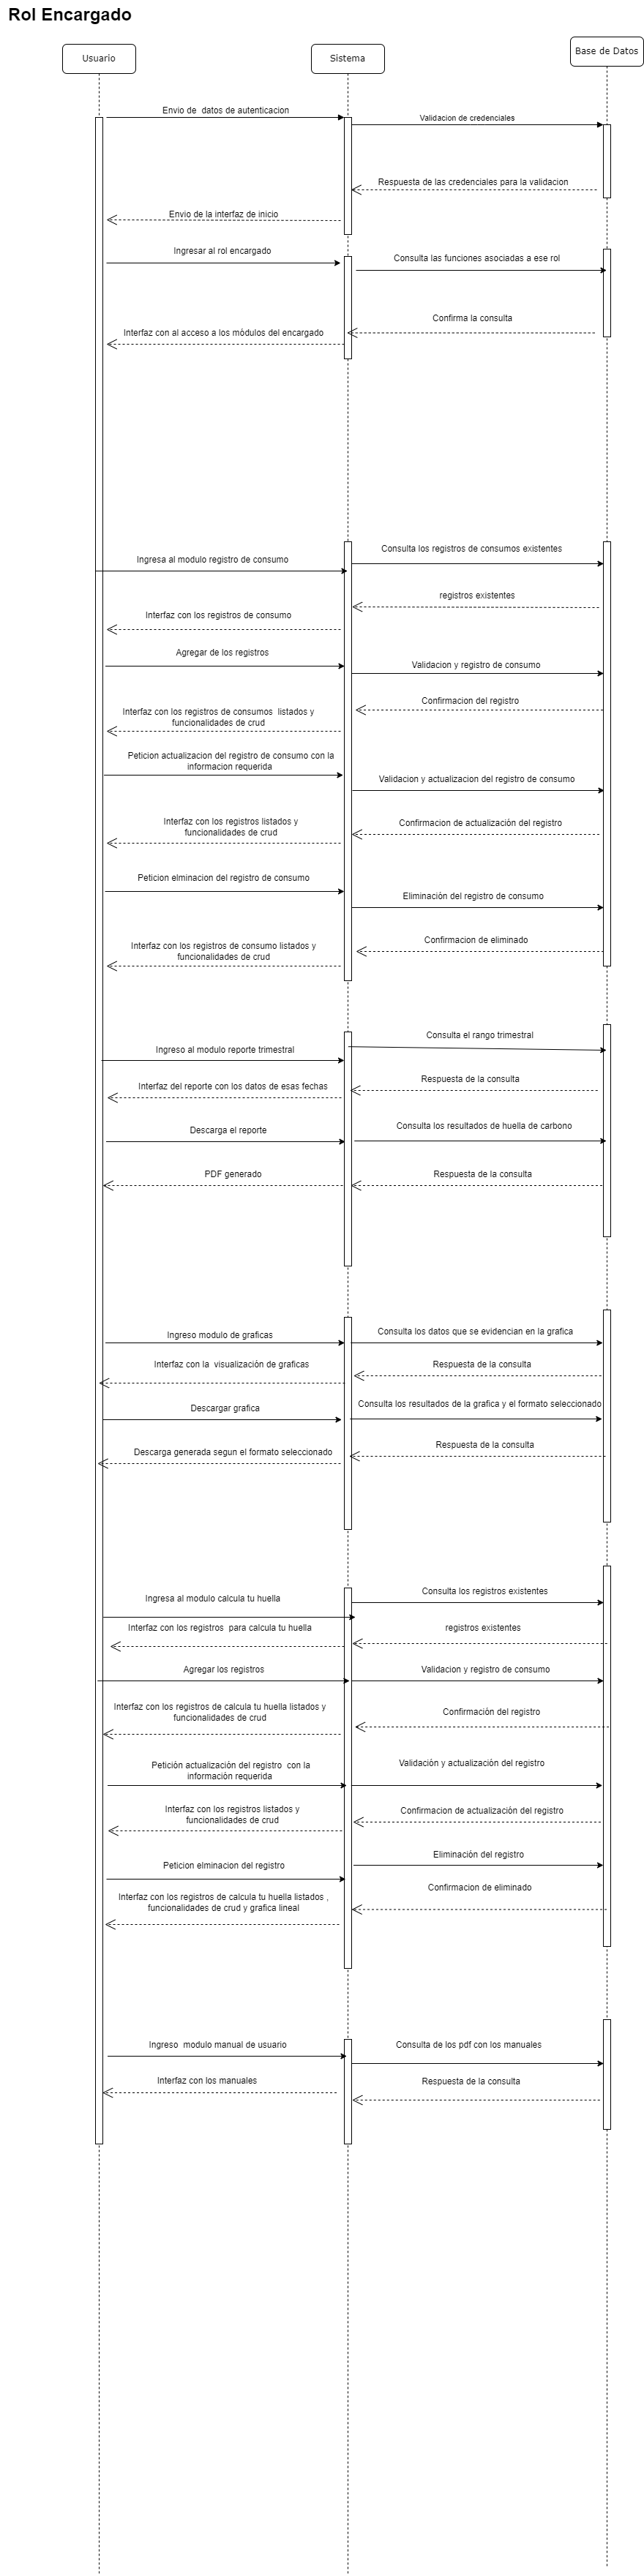 Rol Encargado
Usuario
Sistema
Base de Datos
Envio de  datos de autenticacion
Validacion de credenciales
Respuesta de las credenciales para la validacion
Envio de la interfaz de inicio
Ingresar al rol encargado
Consulta las funciones asociadas a ese rol
Confirma la consulta
Interfaz con al acceso a los módulos del encargado
Consulta los registros de consumos existentes
Ingresa al modulo registro de consumo
registros existentes
Interfaz con los registros de consumo
Agregar de los registros
Validacion y registro de consumo
Confirmacion del registro
Interfaz con los registros de consumos  listados y
funcionalidades de crud
Peticion actualizacion del registro de consumo con la
informacion requerida
Validacion y actualizacion del registro de consumo
Interfaz con los registros listados y
funcionalidades de crud
Confirmacion de actualización del registro
Peticion elminacion del registro de consumo
Eliminación del registro de consumo
Confirmacion de eliminado
Interfaz con los registros de consumo listados y
funcionalidades de crud
Consulta el rango trimestral
Ingreso al modulo reporte trimestral
Respuesta de la consulta
Interfaz del reporte con los datos de esas fechas
Consulta los resultados de huella de carbono
Descarga el reporte
PDF generado
Respuesta de la consulta
Consulta los datos que se evidencian en la grafica
Ingreso modulo de graficas
Interfaz con la  visualización de graficas
Respuesta de la consulta
Consulta los resultados de la grafica y el formato seleccionado
Descargar grafica
Respuesta de la consulta
Descarga generada segun el formato seleccionado
Consulta los registros existentes
Ingresa al modulo calcula tu huella
Interfaz con los registros  para calcula tu huella
registros existentes
Agregar los registros
Validacion y registro de consumo
Interfaz con los registros de calcula tu huella listados y
funcionalidades de crud
Confirmación del registro
Petición actualización del registro  con la
información requerida
Validación y actualización del registro
Interfaz con los registros listados y
funcionalidades de crud
Confirmacion de actualización del registro
Eliminación del registro
Peticion elminacion del registro
Confirmacion de eliminado
Interfaz con los registros de calcula tu huella listados ,
funcionalidades de crud y grafica lineal
Ingreso  modulo manual de usuario
Consulta de los pdf con los manuales
Interfaz con los manuales
Respuesta de la consulta